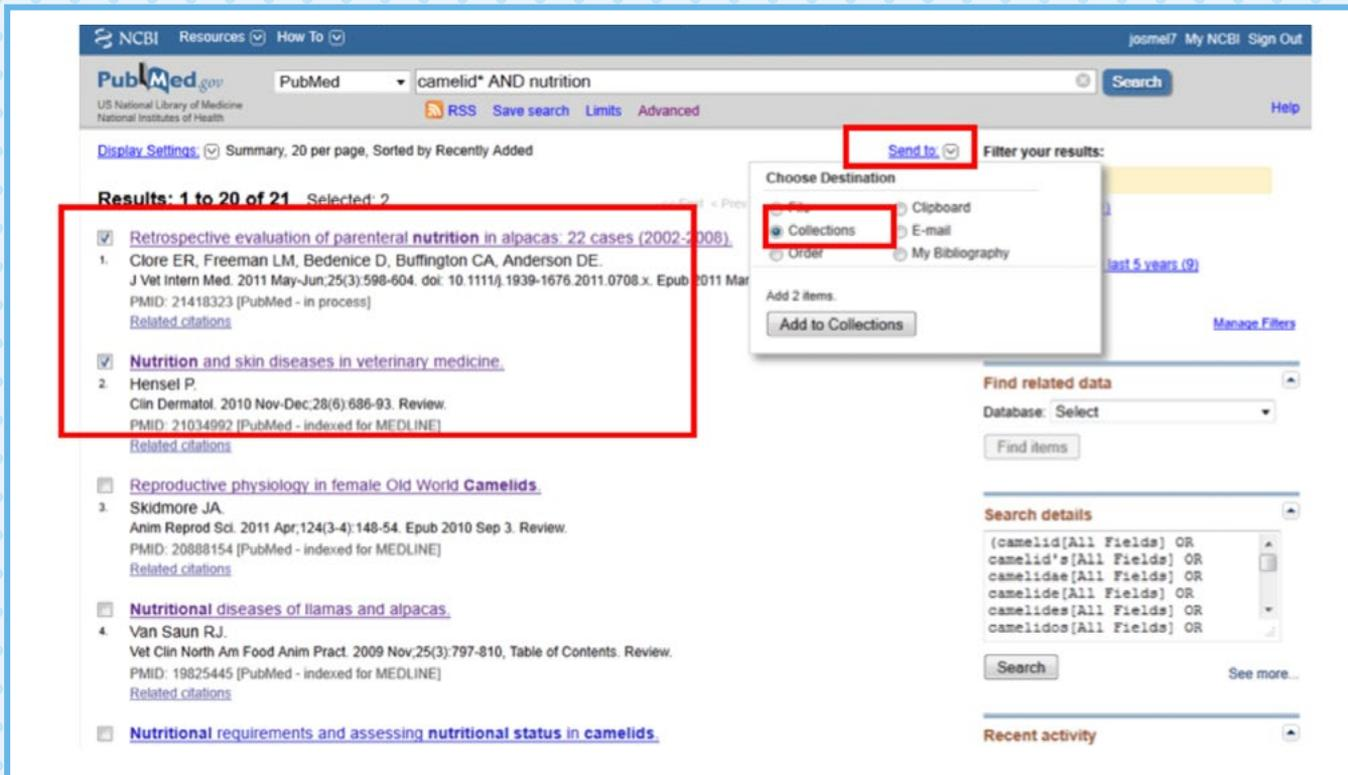 NCBI Resources How To josmel7 My NCBI Sign Out
PubMed.gov PubMed camelid* AND nutrition Search
US National Library of Medicine
National Institutes of Health
RSS Save search Limits Advanced Help
Display Settings: Summary, 20 per page, Sorted by Recently Added Send to: Filter your results:
Choose Destination
Results: 1 to 20 of 21 Selected: 2 < Prev
File Clipboard
Collections E-mail
Order My Bibliography
Add 2 items.
Add to Collections
last 5 years (9)
Manage Filters
Retrospective evaluation of parenteral nutrition in alpacas: 22 cases (2002-2008).
1. Clore ER, Freeman LM, Bedenice D, Buffington CA, Anderson DE.
J Vet Intern Med. 2011 May-Jun;25(3):598-604. doi: 10.1111/j.1939-1676.2011.0708.x. Epub 2011 Mar
PMID: 21418323 [PubMed - in process]
Related citations
Nutrition and skin diseases in veterinary medicine.
2. Hensel P.
Clin Dermatol. 2010 Nov-Dec;28(6):686-93. Review.
PMID: 21034992 [PubMed - indexed for MEDLINE]
Related citations
Reproductive physiology in female Old World Camelids.
3. Skidmore JA.
Anim Reprod Sci. 2011 Apr;124(3-4):148-54. Epub 2010 Sep 3. Review.
PMID: 20888154 [PubMed - indexed for MEDLINE]
Related citations
Nutritional diseases of llamas and alpacas.
4. Van Saun RJ.
Vet Clin North Am Food Anim Pract. 2009 Nov;25(3):797-810, Table of Contents. Review.
PMID: 19825445 [PubMed - indexed for MEDLINE]
Related citations
Nutritional requirements and assessing nutritional status in camelids.
Find related data
Database: Select
Find items
Search details
(camelid[All Fields] OR
camelid's[All Fields] OR
camelidae[All Fields] OR
camelide[All Fields] OR
camelides[All Fields] OR
camelidos[All Fields] OR
Search See more...
Recent activity